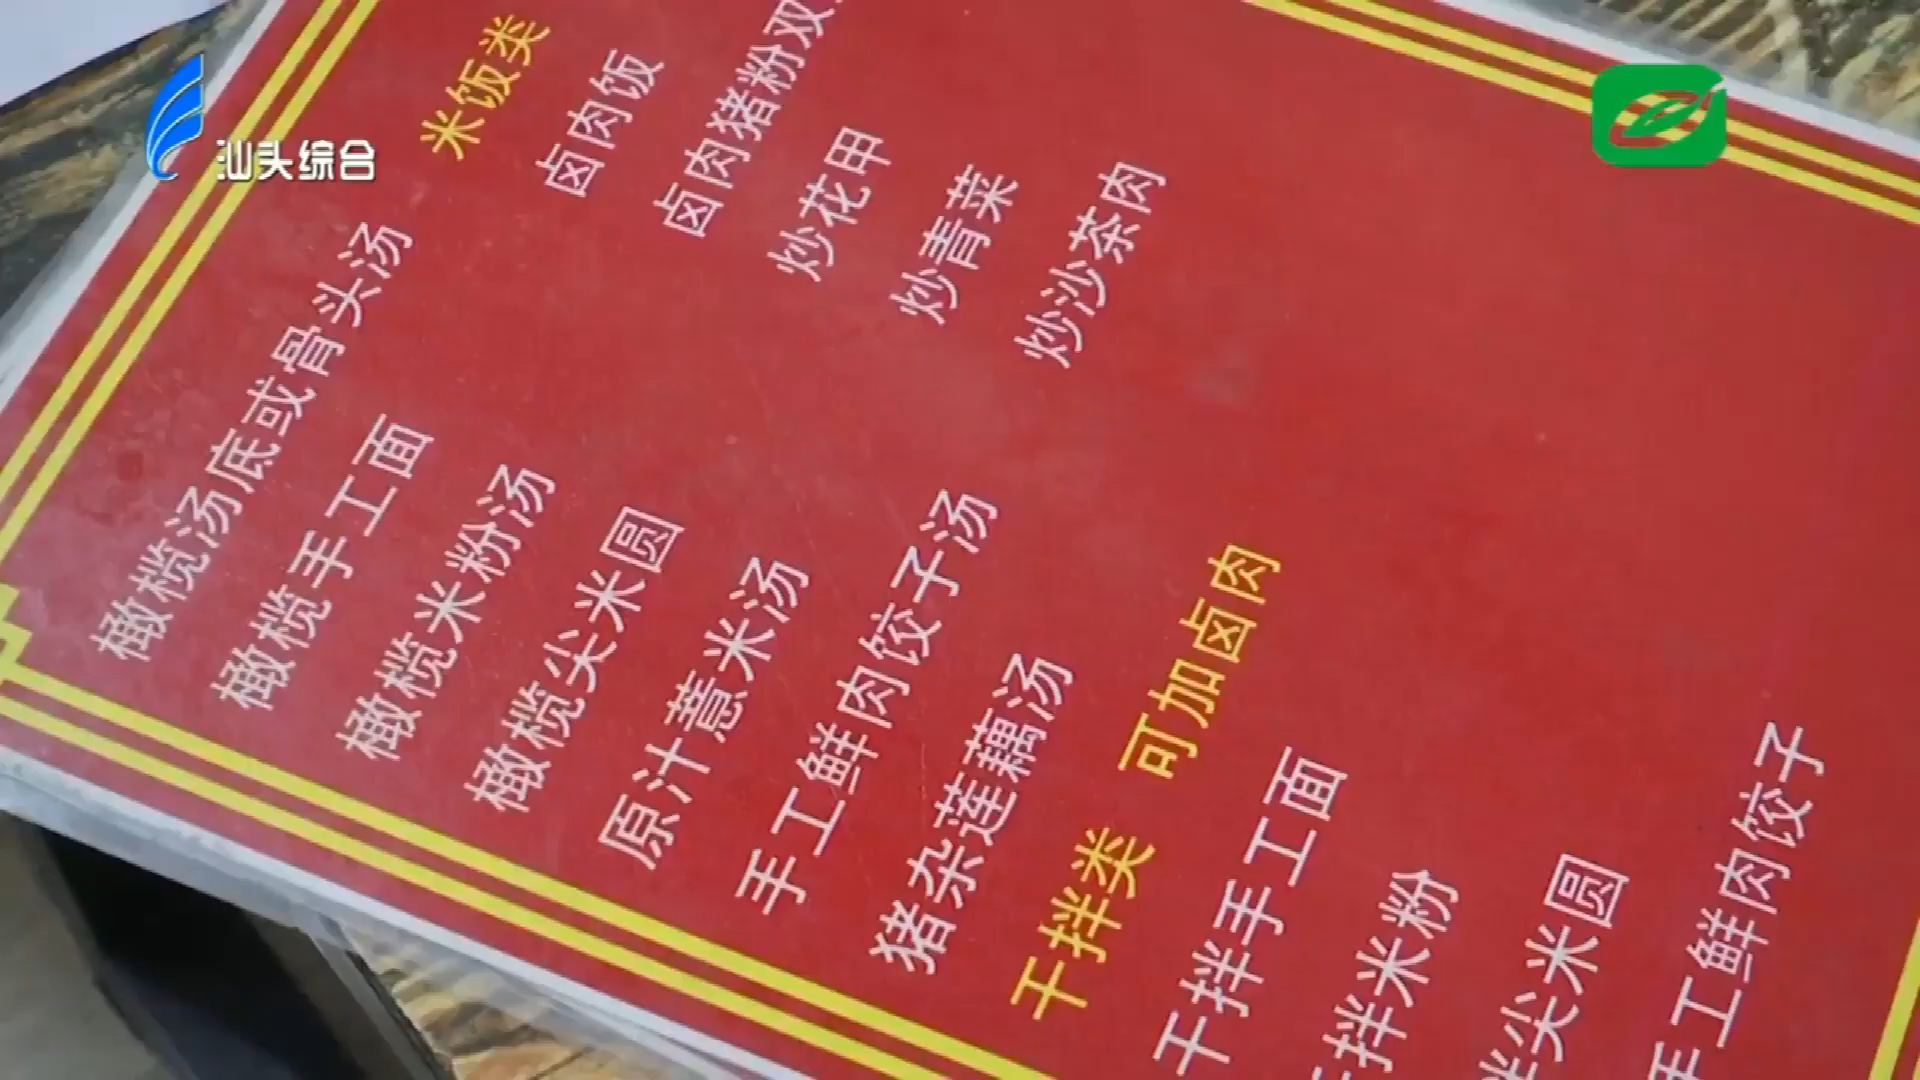 汕头综合
米饭类
卤肉饭
卤肉猪粉双
炒花甲
炒青菜
炒沙茶肉
橄榄汤底或骨头汤
橄榄手工面
橄榄米粉汤
橄榄尖米圆
原汁薏米汤
手工鲜肉饺子汤
猪杂莲藕汤
干拌类 可加卤肉
干拌手工面
干拌米粉
拌尖米圆
手工鲜肉饺子